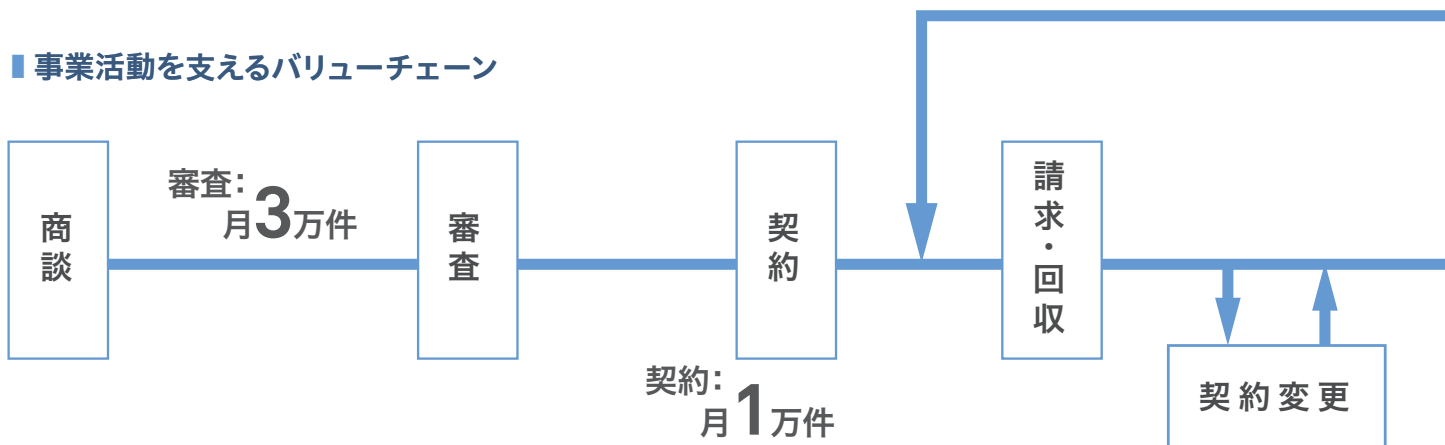 事業活動を支えるバリューチェーン
商談
審査：
月3万件
審査
契約
契約：
月1万件
請求・回収
契約変更